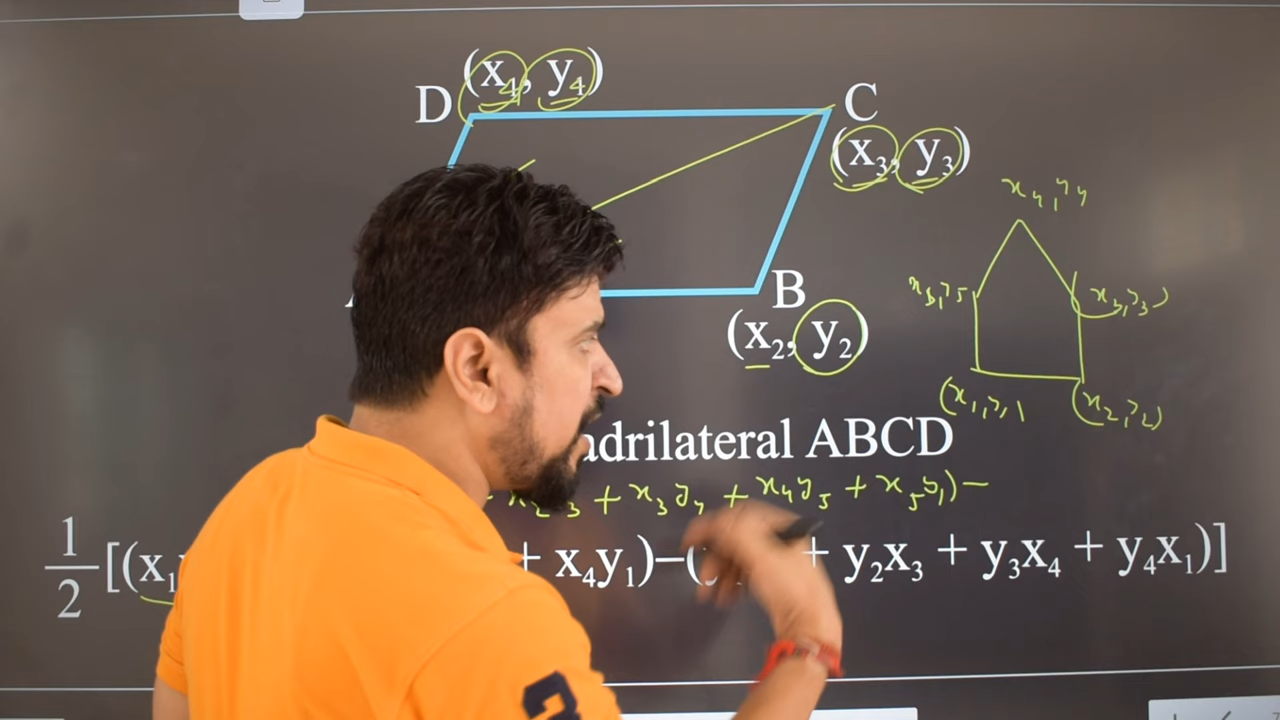 (x₄, y₄)
D
C
(x₃, y₃)
x₄,y₄
x₅,y₅
x₃,y₃)
B
(x₂, y₂)
(x₁,y₁)
(x₂,y₂)
adrilateral ABCD
+ x₃y₄ + x₄y₅ + x₅y₁) −
1/2 [(x₁ + x₄y₁)−( + y₂x₃ + y₃x₄ + y₄x₁)]